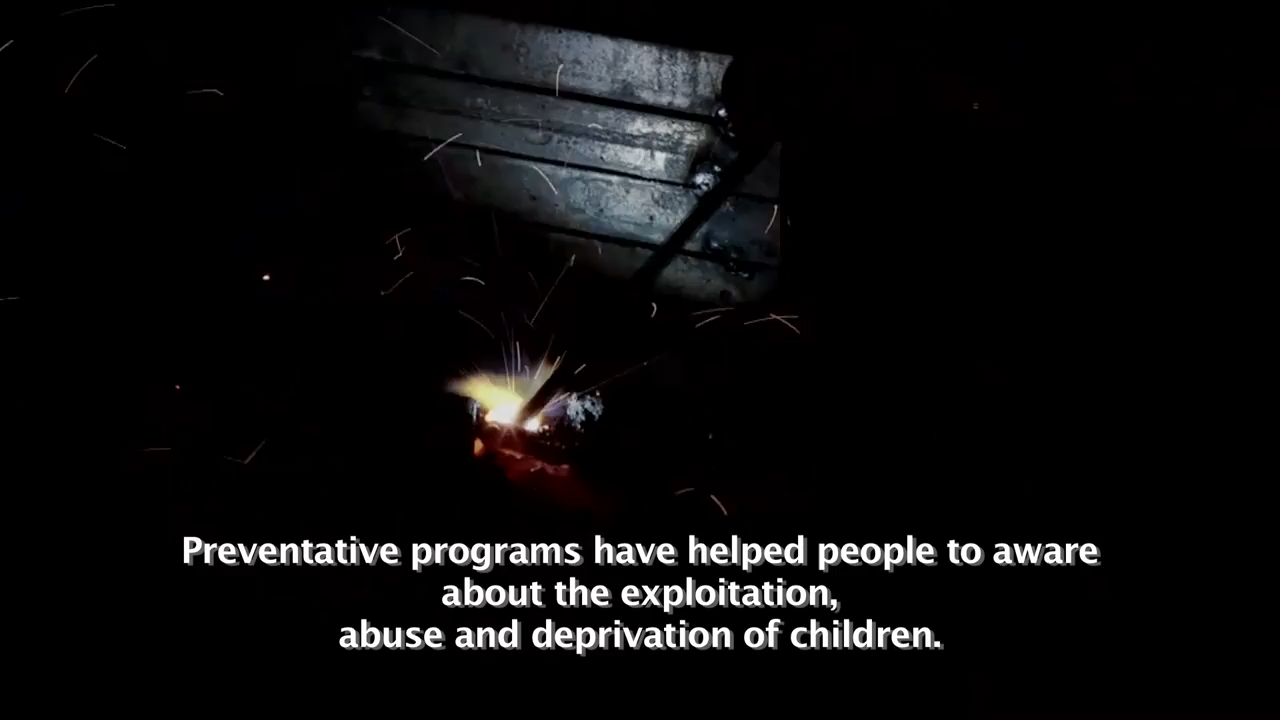 Preventative programs have helped people to aware
about the exploitation,
abuse and deprivation of children.